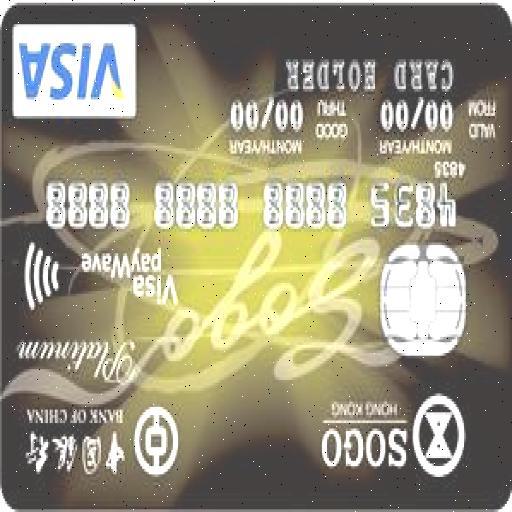 SOGO
HONG KONG
中國銀行
BANK OF CHINA
Platinum
Sogo
Visa
payWave
4835 8888 8888 8888
4835
VALID FROM MONTH/YEAR 00/00 GOOD THRU MONTH/YEAR 00/00
CARD HOLDER
VISA